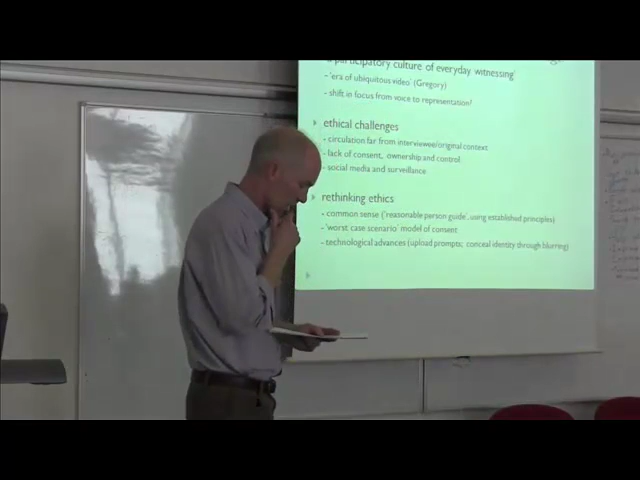 participatory culture of everyday witnessing'
- 'era of ubiquitous video' (Gregory)
- shift in focus from voice to representation?
ethical challenges
- circulation far from interviewee/original context
- lack of consent, ownership and control
- social media and surveillance
rethinking ethics
- common sense ('reasonable person guide', using established principles)
- 'worst case scenario' model of consent
- technological advances (upload prompts; conceal identity through blurring)